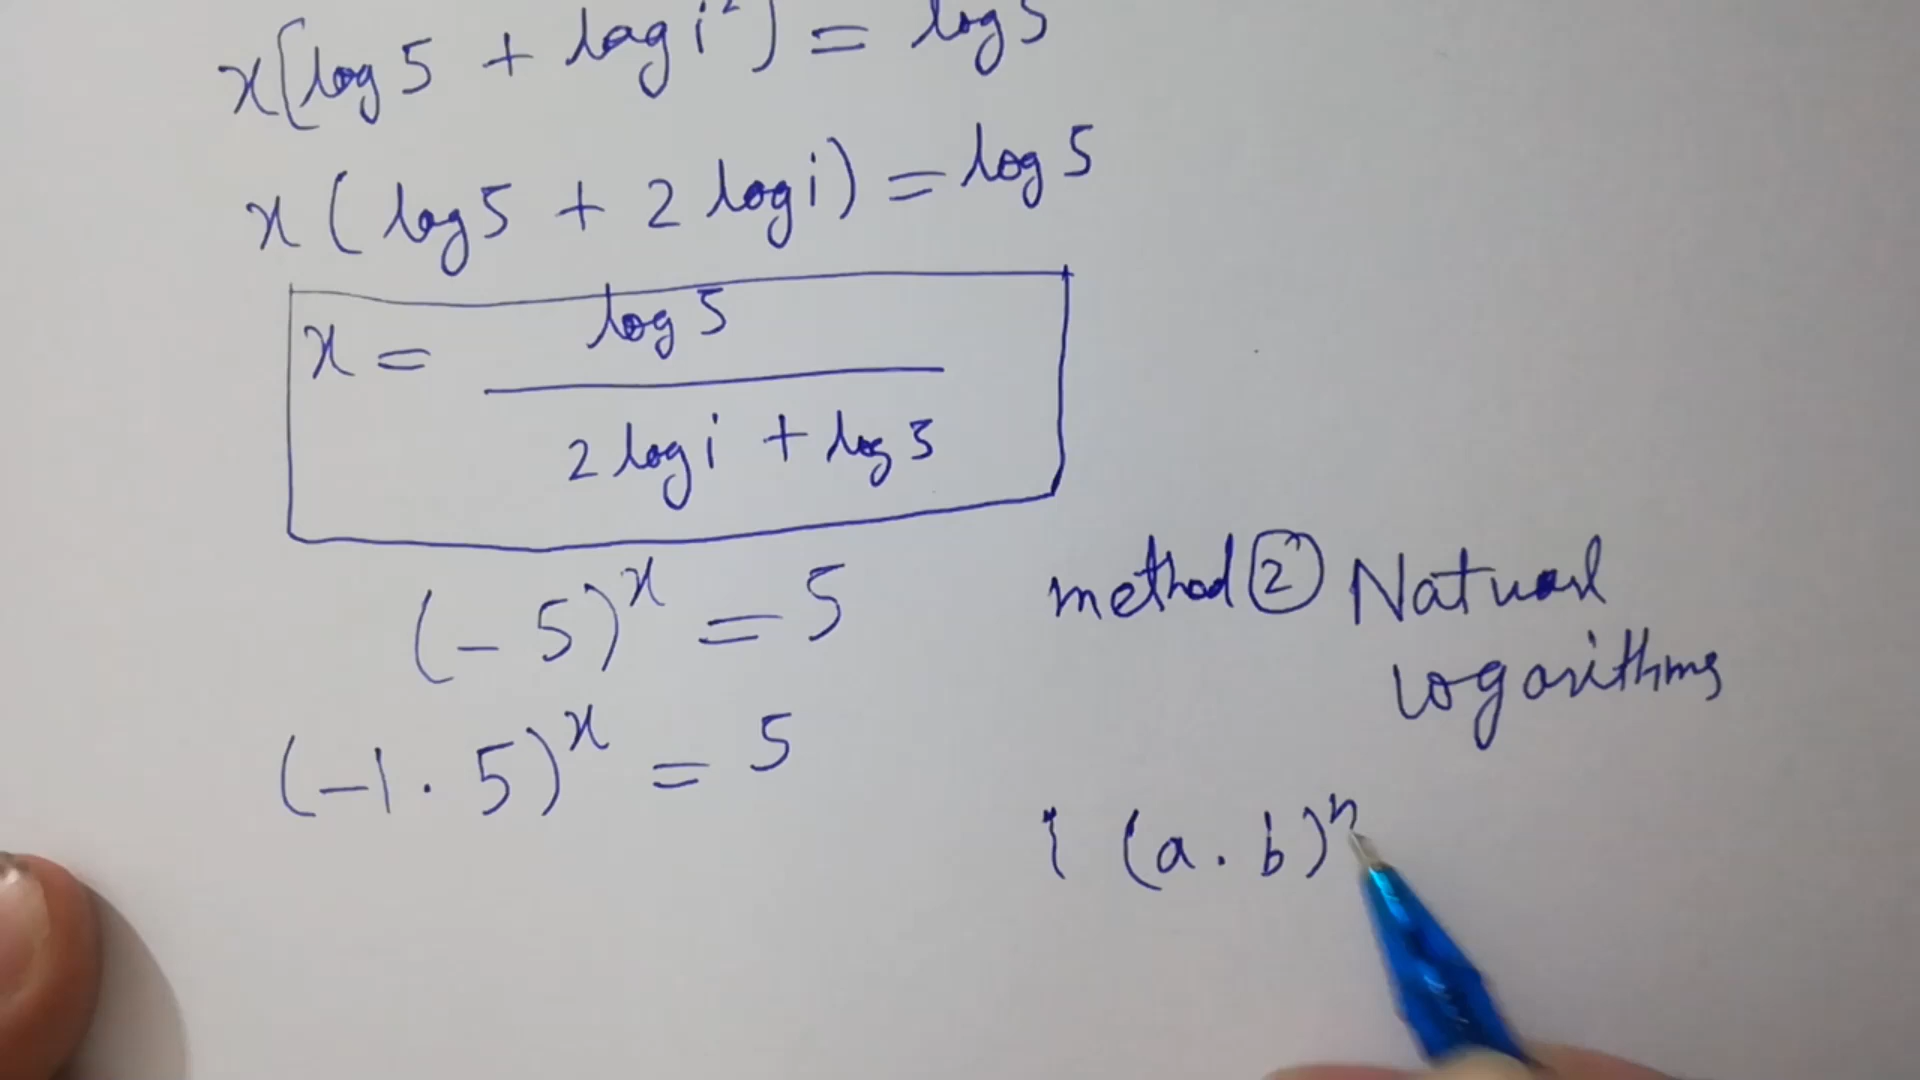 x(log 5 + log i²) = log 5
x ( log 5 + 2 log i ) = log 5
x = log 5 / 2 log i + log 5
(-5)^x = 5
method ② Natural
logarithms
(-1 · 5)^x = 5
{ (a . b)^n